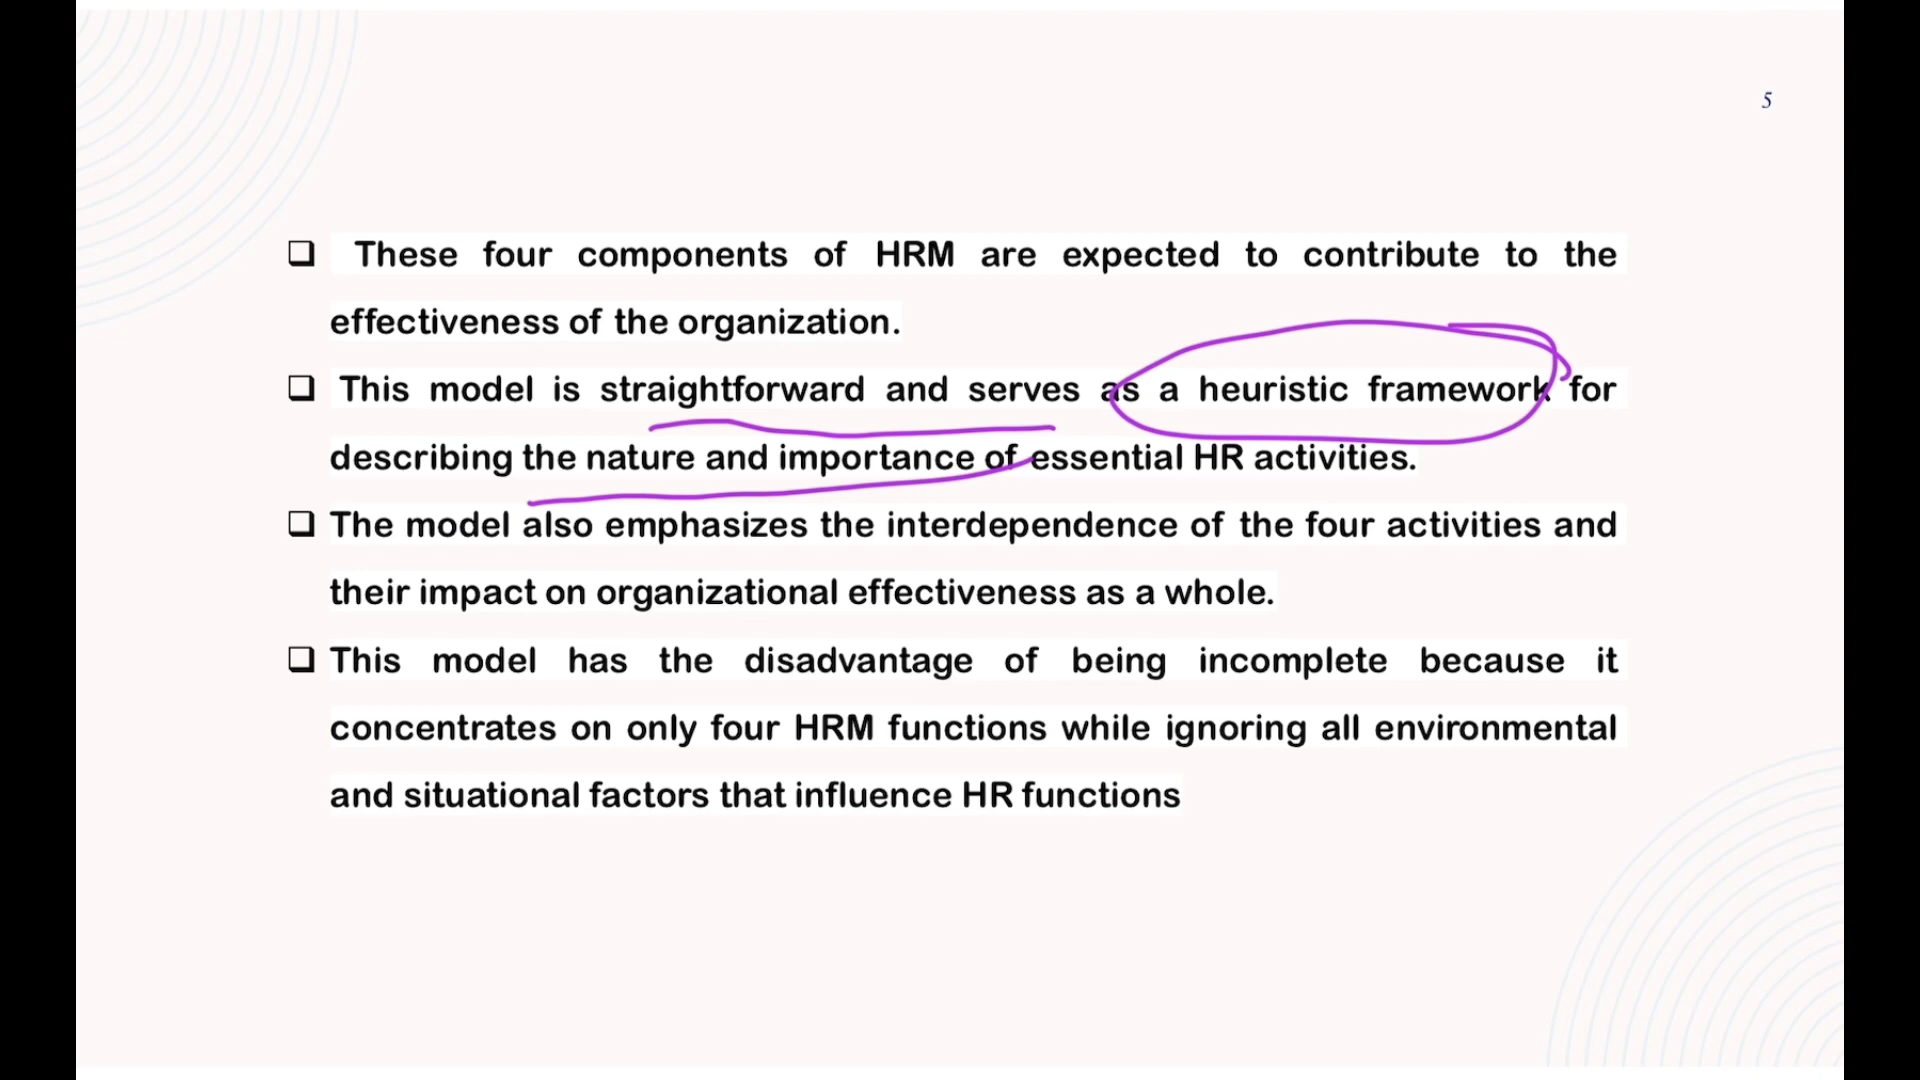 5
❑ These four components of HRM are expected to contribute to the
effectiveness of the organization.
❑ This model is straightforward and serves as a heuristic framework for
describing the nature and importance of essential HR activities.
❑ The model also emphasizes the interdependence of the four activities and
their impact on organizational effectiveness as a whole.
❑ This model has the disadvantage of being incomplete because it
concentrates on only four HRM functions while ignoring all environmental
and situational factors that influence HR functions